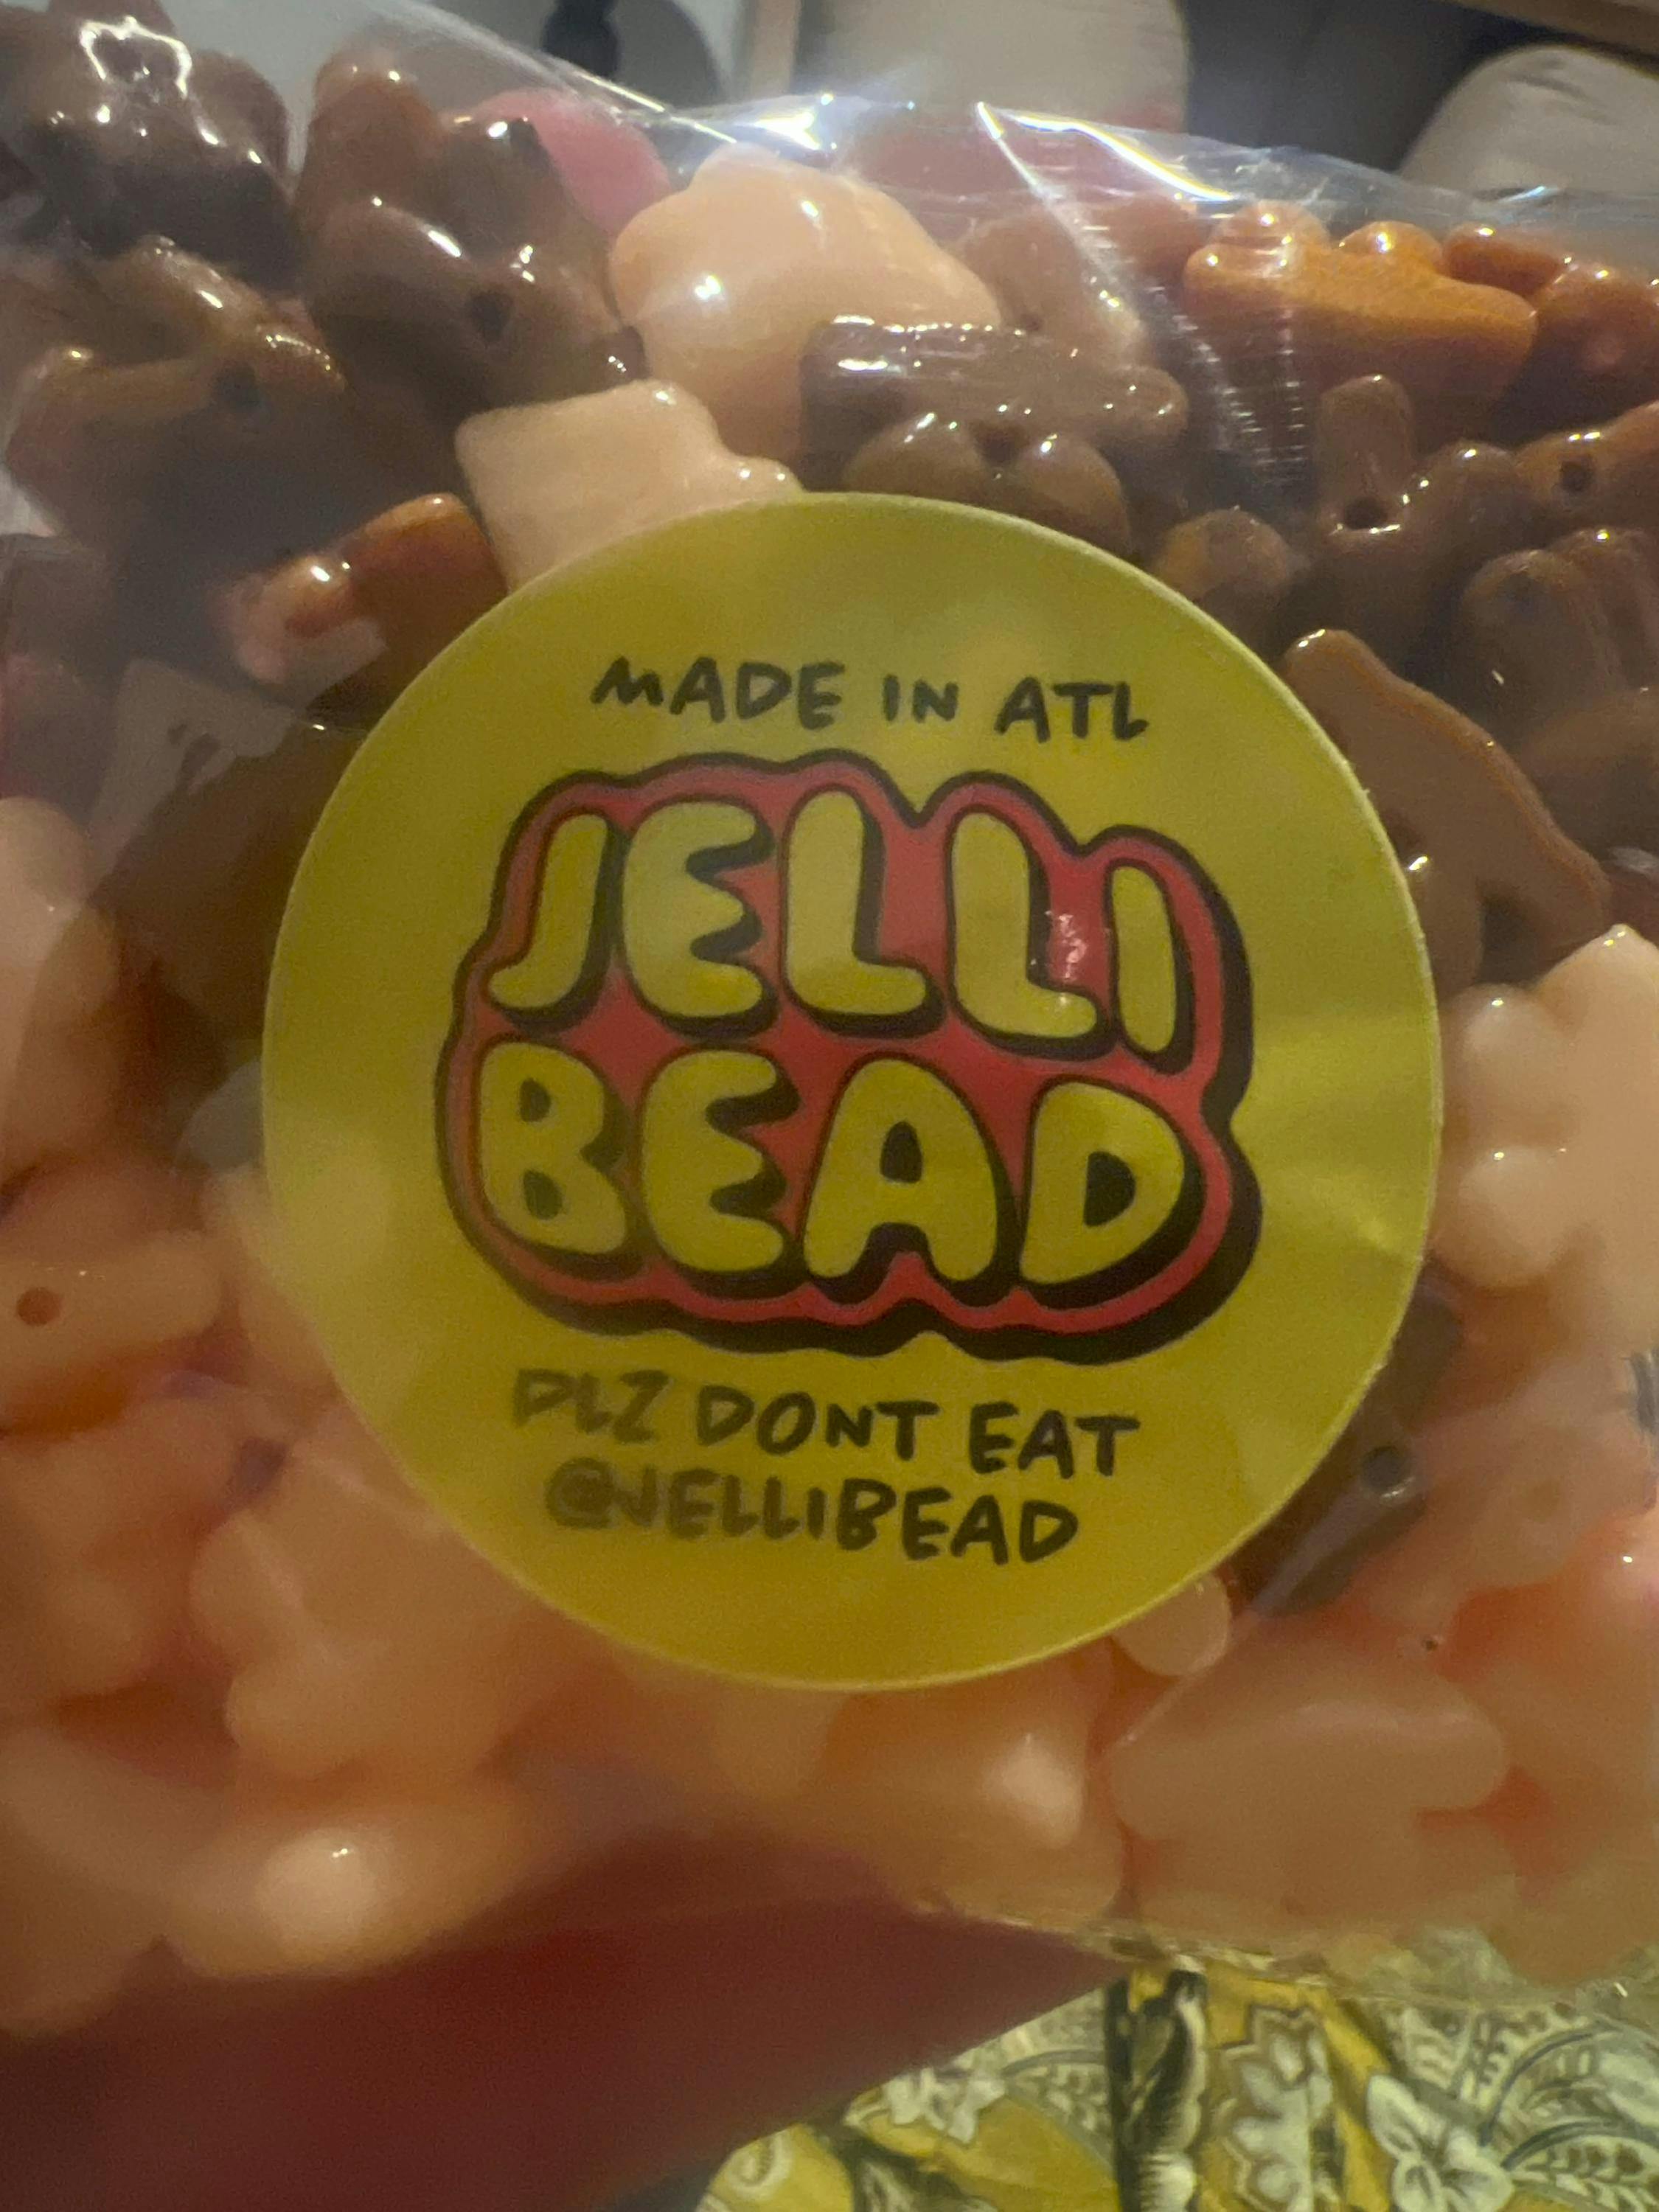 MADE IN ATL
JELLI
BEAD
PLZ DONT EAT
@JELLIBEAD